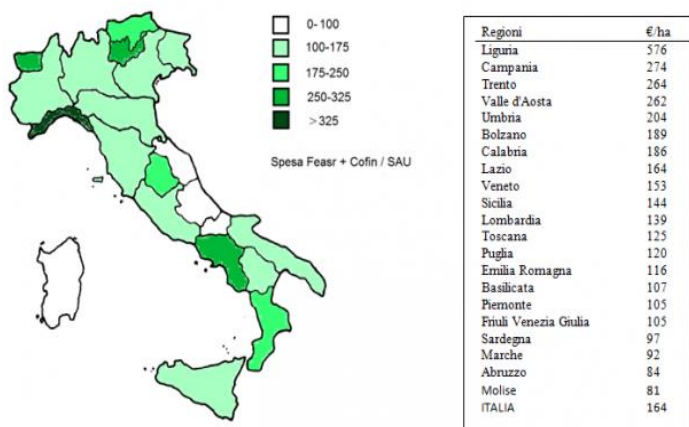 0-100
100-175
175-250
250-325
>325
Spesa Feasr + Cofin / SAU
Regioni €/ha
Liguria 576
Campania 274
Trento 264
Valle d'Aosta 262
Umbria 204
Bolzano 189
Calabria 186
Lazio 164
Veneto 153
Sicilia 144
Lombardia 139
Toscana 125
Puglia 120
Emilia Romagna 116
Basilicata 107
Piemonte 105
Friuli Venezia Giulia 105
Sardegna 97
Marche 92
Abruzzo 84
Molise 81
ITALIA 164